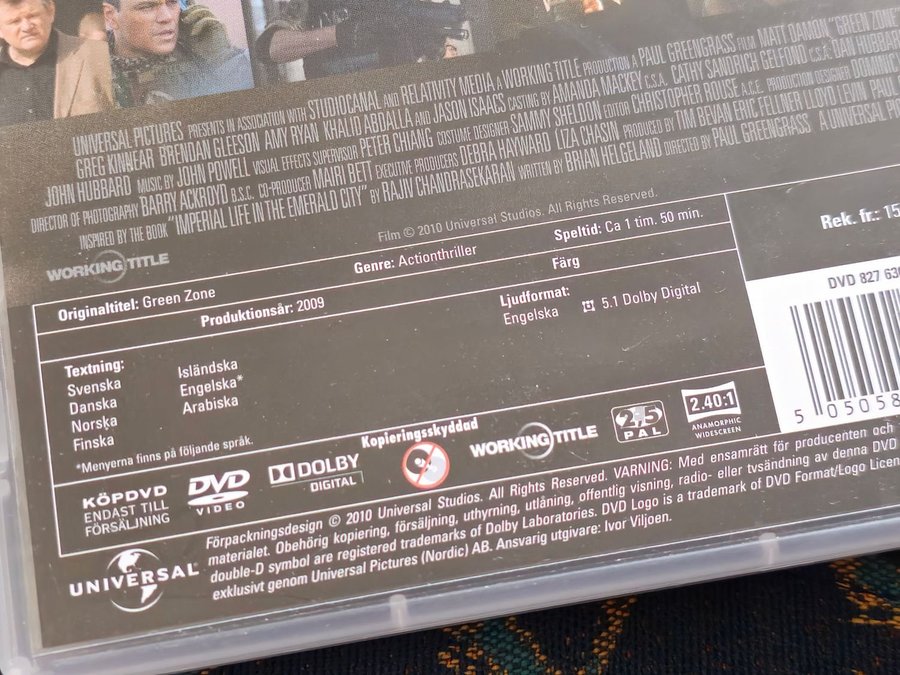 UNIVERSAL PICTURES PRESENTS IN ASSOCIATION WITH STUDIOCANAL AND RELATIVITY MEDIA A WORKING TITLE PRODUCTION A PAUL GREENGRASS FILM MATT DAMON "GREEN ZONE"
GREG KINNEAR BRENDAN GLEESON AMY RYAN KHALID ABDALLA AND JASON ISAACS CASTING BY AMANDA MACKEY C.S.A. CATHY SANDRICH GELFOND C.S.A. DAN HUBBARD
JOHN HUBBARD MUSIC BY JOHN POWELL VISUAL EFFECTS SUPERVISOR PETER CHIANG COSTUME DESIGNER SAMMY SHELDON EDITOR CHRISTOPHER ROUSE A.C.E. PRODUCTION DESIGNER DOMINIC
DIRECTOR OF PHOTOGRAPHY BARRY ACKROYD B.S.C. CO-PRODUCER MAIRI BETT EXECUTIVE PRODUCERS DEBRA HAYWARD LIZA CHASIN PRODUCED BY TIM BEVAN ERIC FELLNER LLOYD LEVIN PAUL
INSPIRED BY THE BOOK "IMPERIAL LIFE IN THE EMERALD CITY" BY RAJIV CHANDRASEKARAN WRITTEN BY BRIAN HELGELAND DIRECTED BY PAUL GREENGRASS A UNIVERSAL
Film © 2010 Universal Studios. All Rights Reserved.
WORKING TITLE
Originaltitel: Green Zone
Genre: Actionthriller
Speltid: Ca 1 tim. 50 min.
Rek. fr.: 15
Produktionsår: 2009
Färg
DVD 827 630
Textning:
Svenska
Danska
Norska
Finska
Isländska
Engelska*
Arabiska
Ljudformat:
Engelska 5.1 Dolby Digital
*Menyerna finns på följande språk.
5 05058
KÖPDVD
ENDAST TILL
FÖRSÄLJNING
DVD
VIDEO
DOLBY
DIGITAL
Kopieringsskyddad
WORKING TITLE
2,5
PAL
2.40:1
ANAMORPHIC
WIDESCREEN
UNIVERSAL
Förpackningsdesign © 2010 Universal Studios. All Rights Reserved. VARNING: Med ensamrätt för producenten och
materialet. Obehörig kopiering, försäljning, uthyrning, utlåning, offentlig visning, radio- eller tvsändning av denna DVD
double-D symbol are registered trademarks of Dolby Laboratories. DVD Logo is a trademark of DVD Format/Logo Licen
exklusivt genom Universal Pictures (Nordic) AB. Ansvarig utgivare: Ivor Viljoen.